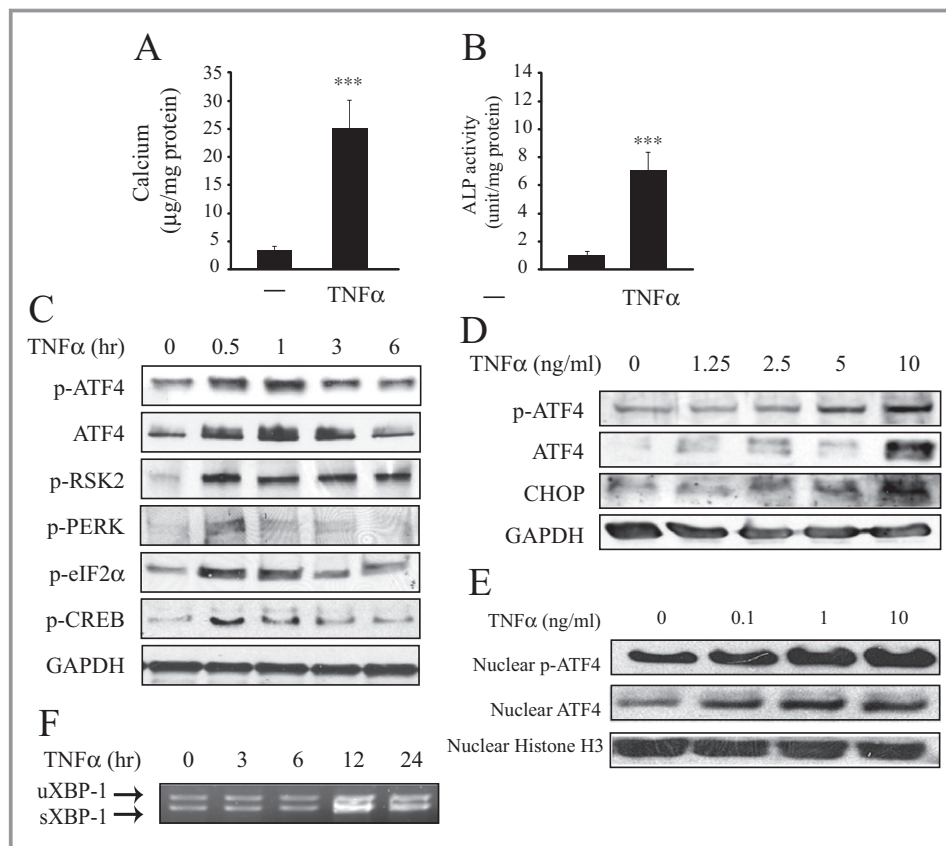 A
Calcium
(µg/mg protein)
35
30
25
20
15
10
5
0
***
—
TNFα
B
ALP activity
(unit/mg protein)
14
12
10
8
6
4
2
0
***
—
TNFα
C
TNFα (hr) 0 0.5 1 3 6
p-ATF4
ATF4
p-RSK2
p-PERK
p-eIF2α
p-CREB
GAPDH
D
TNFα (ng/ml) 0 1.25 2.5 5 10
p-ATF4
ATF4
CHOP
GAPDH
E
TNFα (ng/ml) 0 0.1 1 10
Nuclear p-ATF4
Nuclear ATF4
Nuclear Histone H3
F
TNFα (hr) 0 3 6 12 24
uXBP-1
sXBP-1